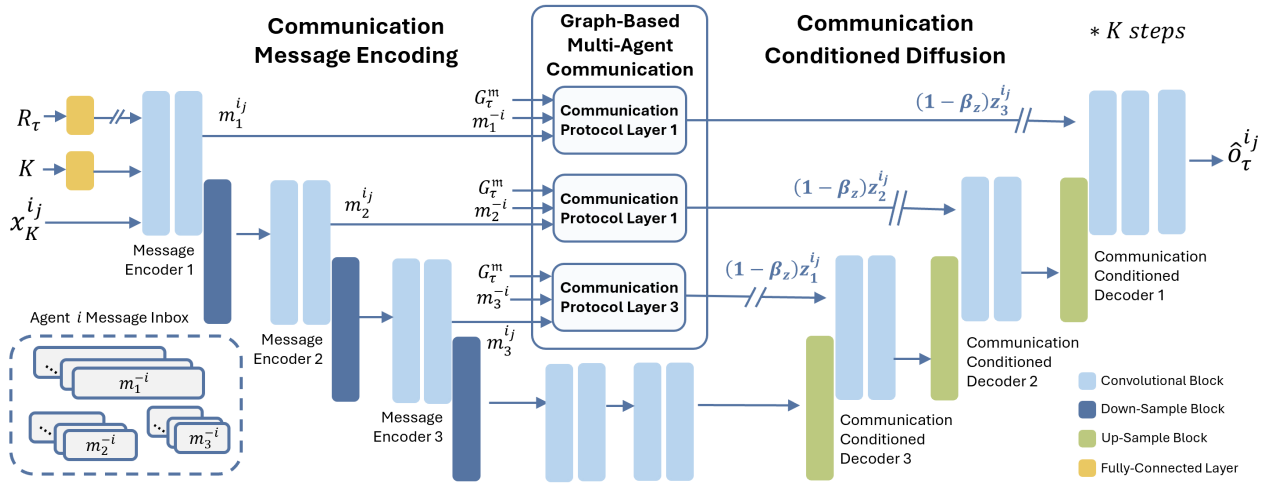 Communication
Message Encoding
Graph-Based
Multi-Agent
Communication
Communication
Conditioned Diffusion
* K steps
R_τ
K
x_K^{i_j}
m_1^{i_j}
Message
Encoder 1
G_τ^m
m_1^{-i}
Communication
Protocol Layer 1
(1 − β_z)z_3^{i_j}
ô_τ^{i_j}
m_2^{i_j}
Message
Encoder 2
G_τ^m
m_2^{-i}
Communication
Protocol Layer 1
(1 − β_z)z_2^{i_j}
Communication
Conditioned
Decoder 1
m_3^{i_j}
Message
Encoder 3
G_τ^m
m_3^{-i}
Communication
Protocol Layer 3
(1 − β_z)z_1^{i_j}
Communication
Conditioned
Decoder 2
Communication
Conditioned
Decoder 3
Agent i Message Inbox
...
m_1^{-i}
...
m_2^{-i}
...
m_3^{-i}
Convolutional Block
Down-Sample Block
Up-Sample Block
Fully-Connected Layer